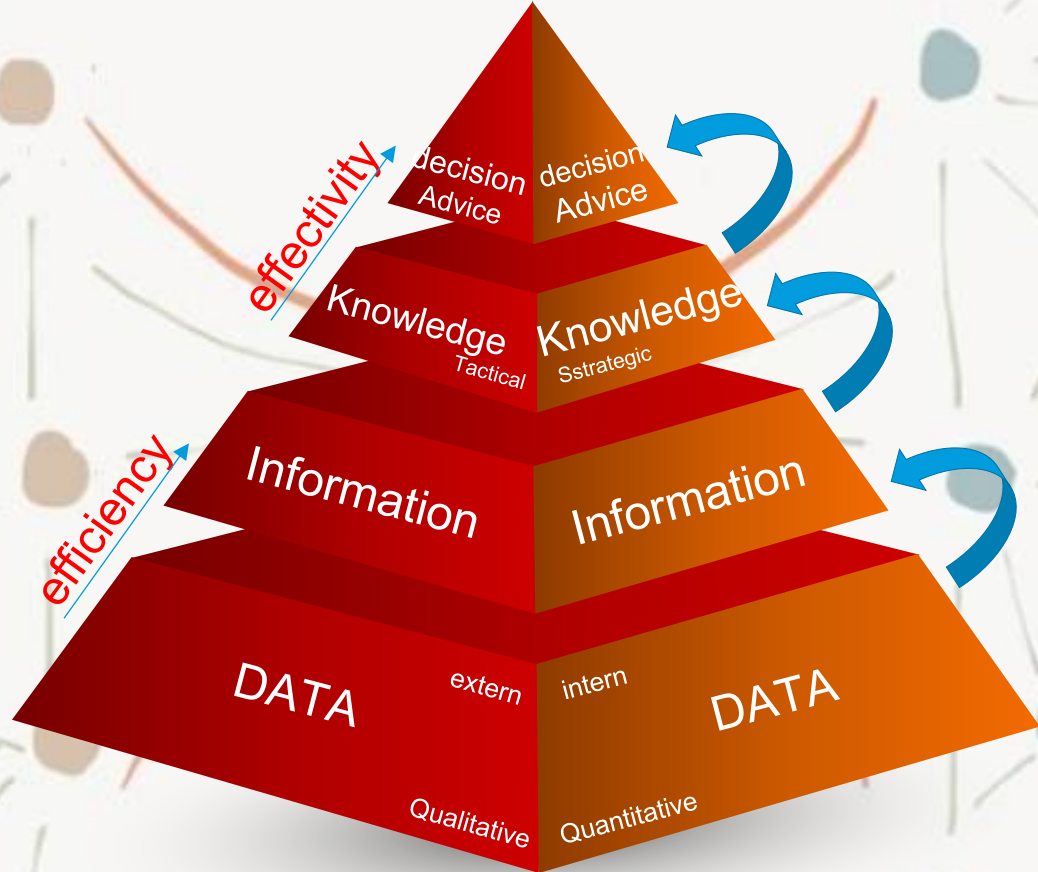 effectivity
efficiency
decision
Advice
decision
Advice
Knowledge
Tactical
Knowledge
Sstrategic
Information
Information
DATA
extern
Qualitative
intern
DATA
Quantitative